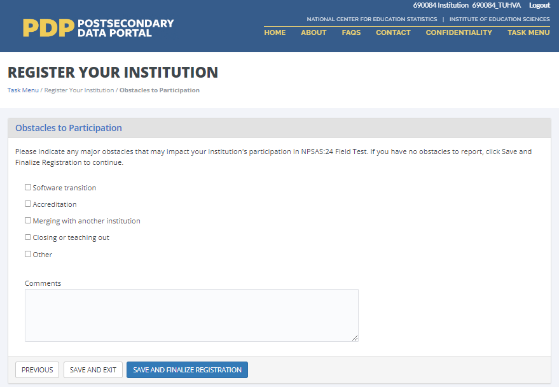 690084 Institution 690084_TUHVA Logout
PDP POSTSECONDARY
DATA PORTAL
NATIONAL CENTER FOR EDUCATION STATISTICS | INSTITUTE OF EDUCATION SCIENCES
HOME ABOUT FAQS CONTACT CONFIDENTIALITY TASK MENU
REGISTER YOUR INSTITUTION
Task Menu / Register Your Institution / Obstacles to Participation
Obstacles to Participation
Please indicate any major obstacles that may impact your institution's participation in NPSAS:24 Field Test. If you have no obstacles to report, click Save and
Finalize Registration to continue.
Software transition
Accreditation
Merging with another institution
Closing or teaching out
Other
Comments
PREVIOUS SAVE AND EXIT SAVE AND FINALIZE REGISTRATION